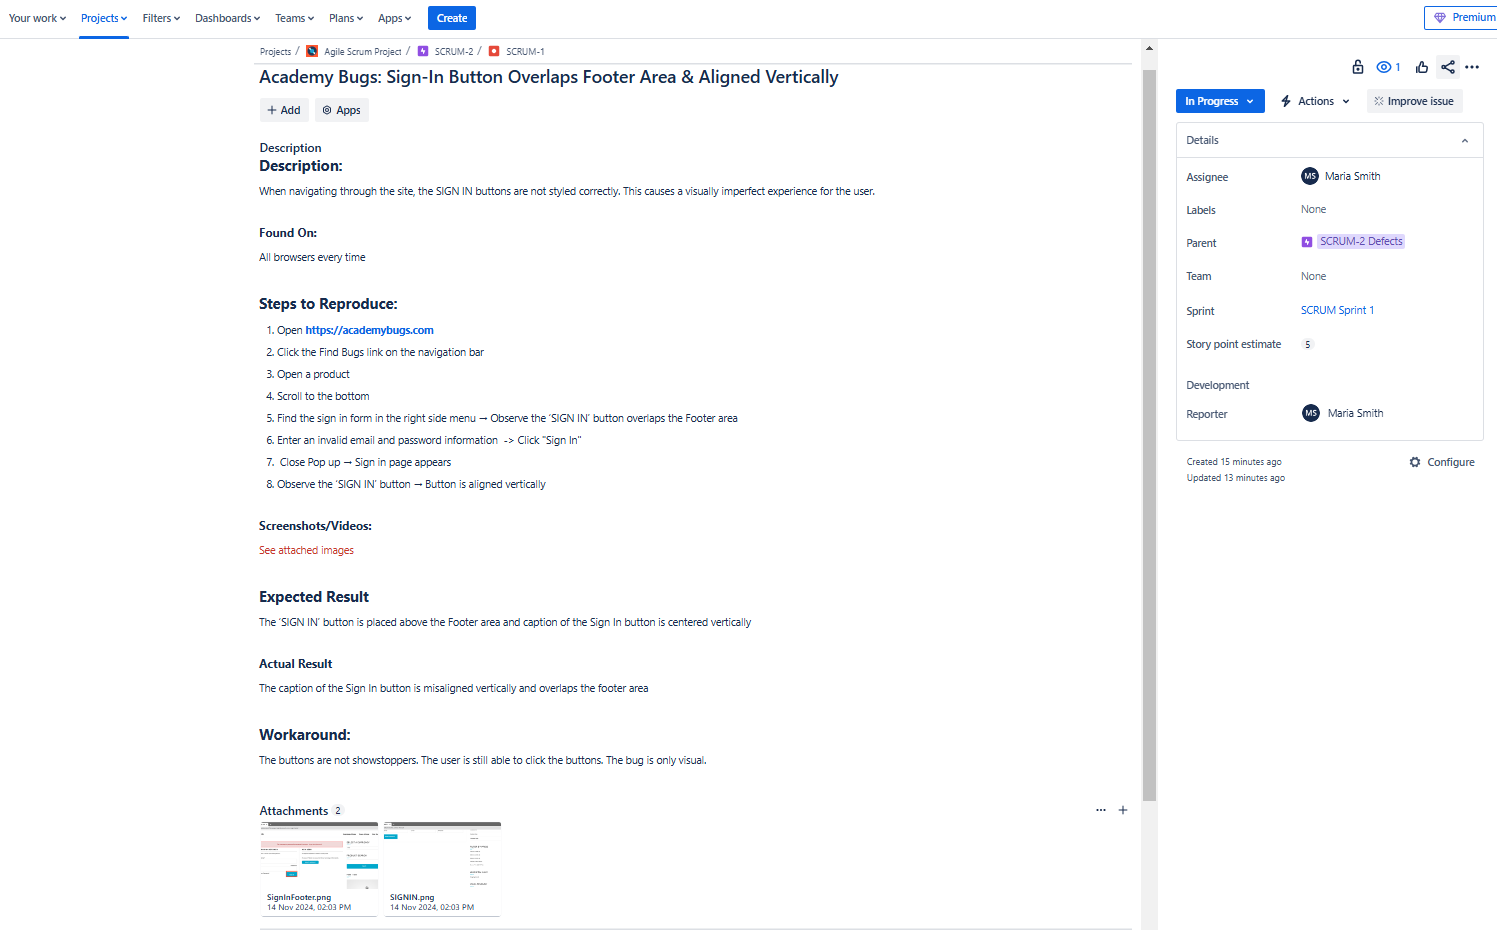 Your work Projects Filters Dashboards Teams Plans Apps Create Premium
Projects / Agile Scrum Project / SCRUM-2 / SCRUM-1
Academy Bugs: Sign-In Button Overlaps Footer Area & Aligned Vertically
Add Apps
Description
Description:
When navigating through the site, the SIGN IN buttons are not styled correctly. This causes a visually imperfect experience for the user.
Found On:
All browsers every time
Steps to Reproduce:
1. Open https://academybugs.com
2. Click the Find Bugs link on the navigation bar
3. Open a product
4. Scroll to the bottom
5. Find the sign in form in the right side menu → Observe the 'SIGN IN' button overlaps the Footer area
6. Enter an invalid email and password information -> Click "Sign In"
7. Close Pop up → Sign in page appears
8. Observe the 'SIGN IN' button → Button is aligned vertically
Screenshots/Videos:
See attached images
Expected Result
The 'SIGN IN' button is placed above the Footer area and caption of the Sign In button is centered vertically
Actual Result
The caption of the Sign In button is misaligned vertically and overlaps the footer area
Workaround:
The buttons are not showstoppers. The user is still able to click the buttons. The bug is only visual.
Attachments 2
SignInFooter.png
14 Nov 2024, 02:03 PM
SIGNIN.png
14 Nov 2024, 02:03 PM
1
In Progress Actions Improve issue
Details
Assignee MS Maria Smith
Labels None
Parent SCRUM-2 Defects
Team None
Sprint SCRUM Sprint 1
Story point estimate 5
Development
Reporter MS Maria Smith
Created 15 minutes ago Configure
Updated 13 minutes ago